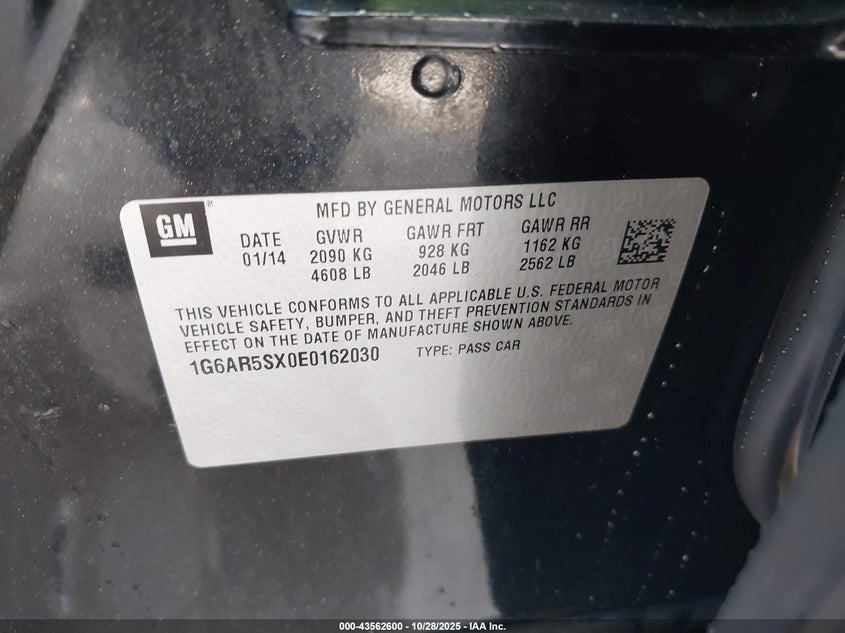 GM
MFD BY GENERAL MOTORS LLC
DATE GVWR GAWR FRT GAWR RR
01/14 2090 KG 928 KG 1162 KG
4608 LB 2046 LB 2562 LB
THIS VEHICLE CONFORMS TO ALL APPLICABLE U.S. FEDERAL MOTOR
VEHICLE SAFETY, BUMPER, AND THEFT PREVENTION STANDARDS IN
EFFECT ON THE DATE OF MANUFACTURE SHOWN ABOVE.
1G6AR5SX0E0162030 TYPE: PASS CAR
000-43562600 - 10/28/2025 - IAA Inc.